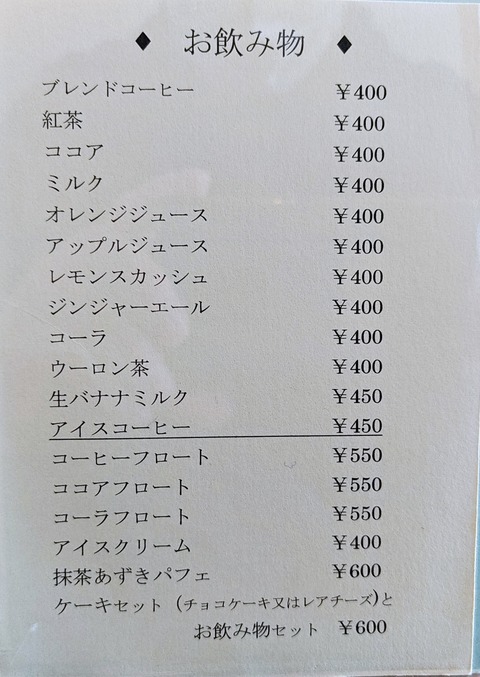 ♦ お飲み物 ♦
ブレンドコーヒー ￥400
紅茶 ￥400
ココア ￥400
ミルク ￥400
オレンジジュース ￥400
アップルジュース ￥400
レモンスカッシュ ￥400
ジンジャーエール ￥400
コーラ ￥400
ウーロン茶 ￥400
生バナナミルク ￥450
アイスコーヒー ￥450
コーヒーフロート ￥550
ココアフロート ￥550
コーラフロート ￥550
アイスクリーム ￥400
抹茶あずきパフェ ￥600
ケーキセット (チョコケーキ又はレアチーズ)と
お飲み物セット ￥600